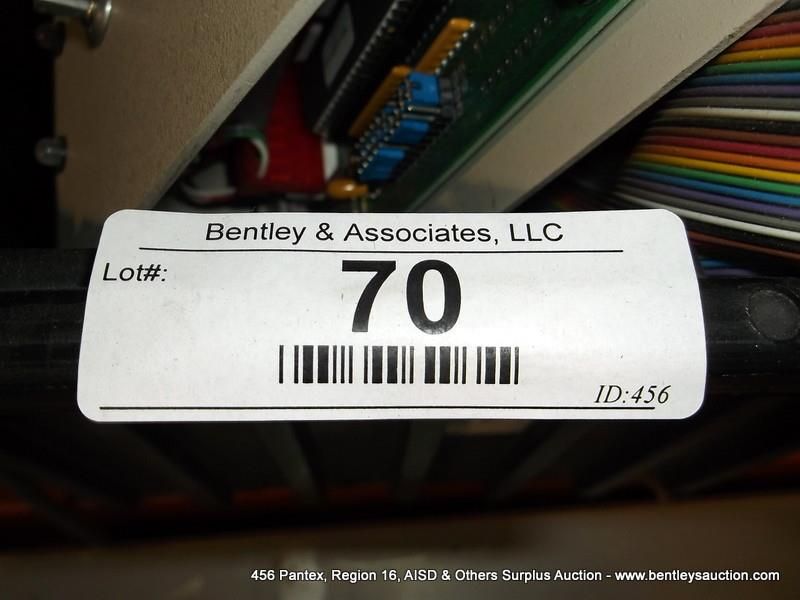 Bentley & Associates, LLC
Lot#:
70
ID:456
456 Pantex, Region 16, AISD & Others Surplus Auction - www.bentleysauction.com